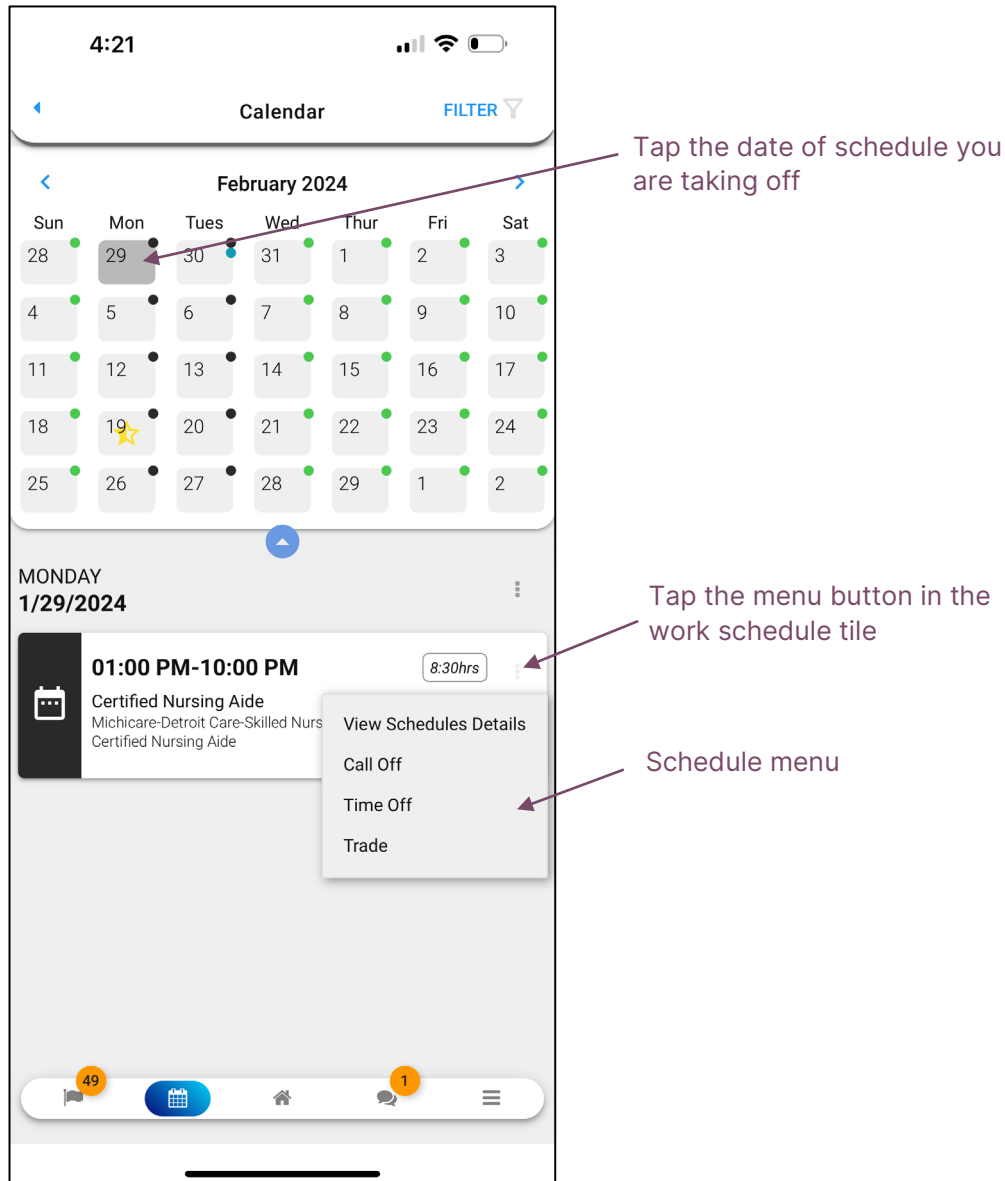 4:21
Calendar
FILTER
Tap the date of schedule you
are taking off
February 2024
Sun Mon Tues Wed Thur Fri Sat
28 29 30 31 1 2 3
4 5 6 7 8 9 10
11 12 13 14 15 16 17
18 19 20 21 22 23 24
25 26 27 28 29 1 2
MONDAY
1/29/2024
Tap the menu button in the
work schedule tile
01:00 PM-10:00 PM
8:30hrs
Certified Nursing Aide
Michicare-Detroit Care-Skilled Nurs
Certified Nursing Aide
View Schedules Details
Call Off
Time Off
Trade
Schedule menu
49
1